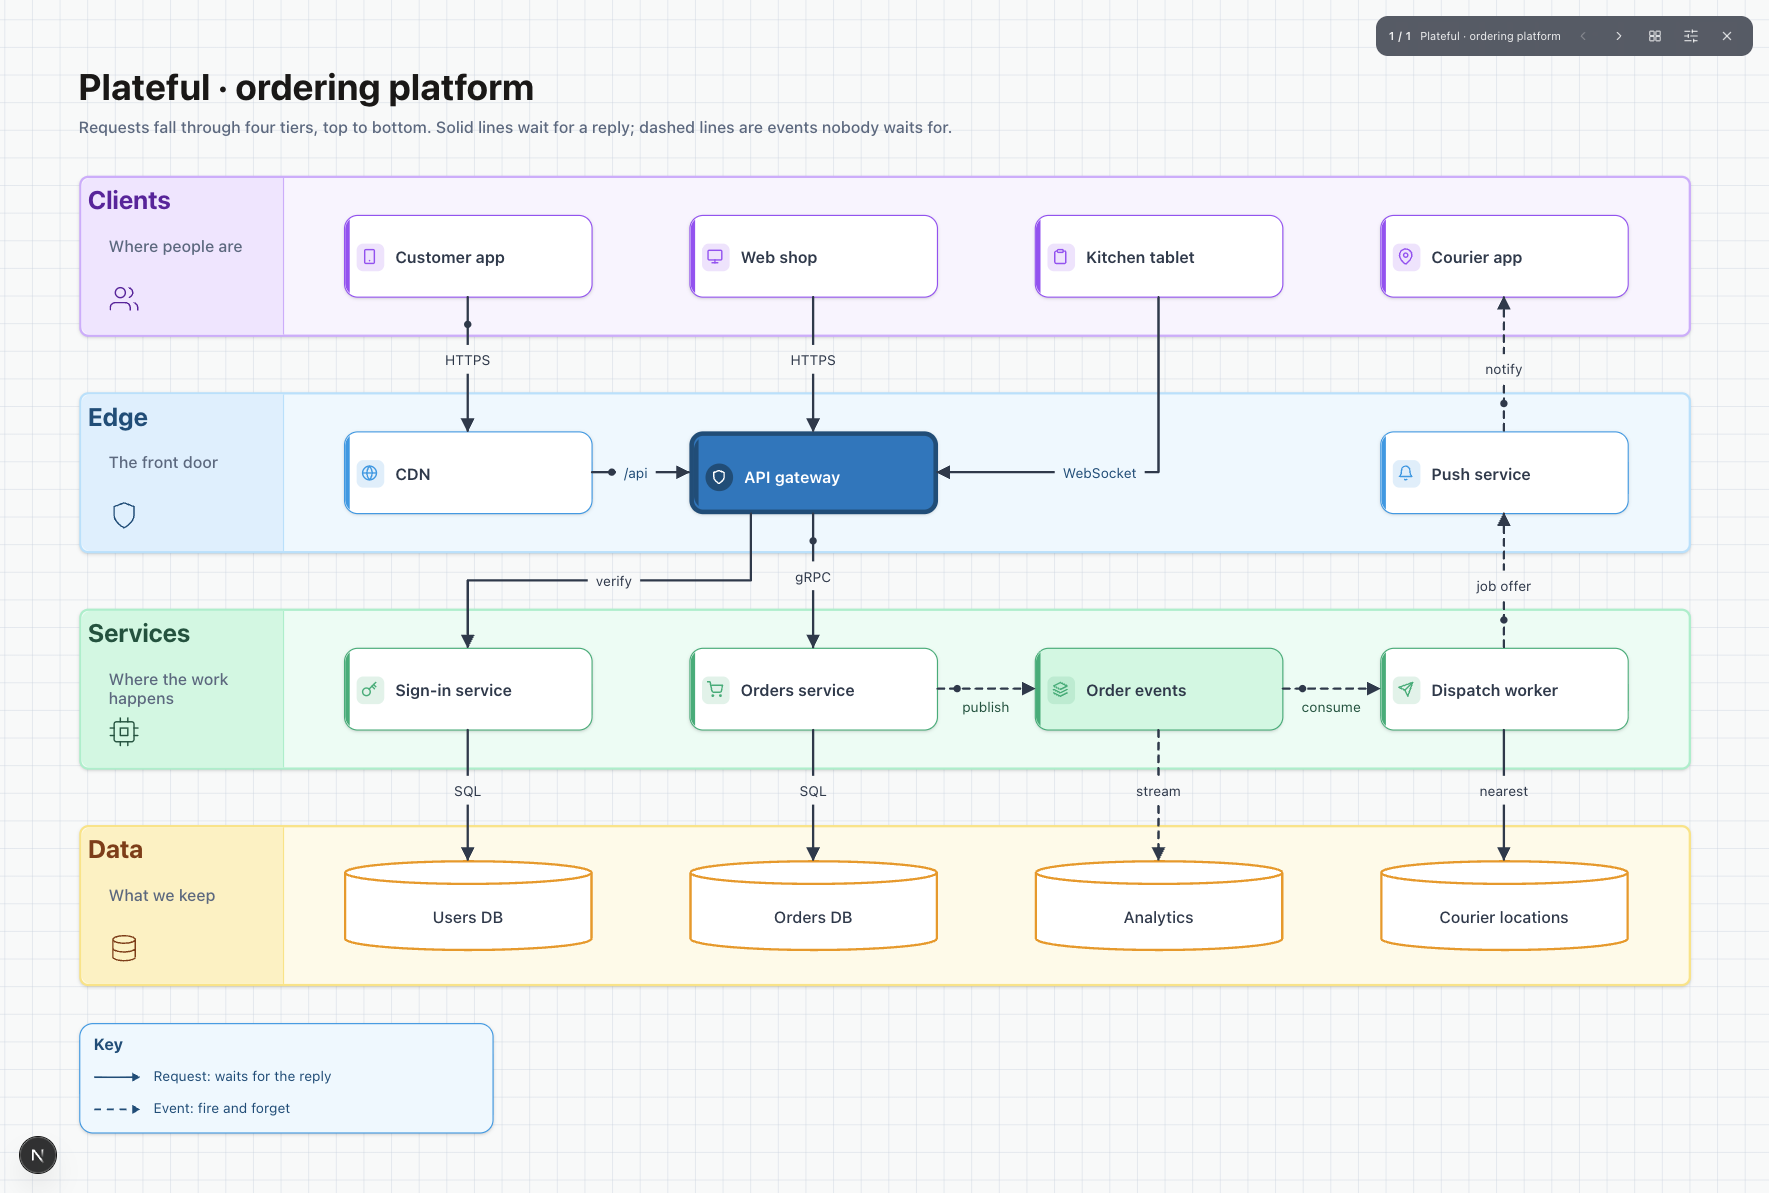 1 / 1 Plateful · ordering platform
Plateful · ordering platform
Requests fall through four tiers, top to bottom. Solid lines wait for a reply; dashed lines are events nobody waits for.
Clients
Where people are
Customer app
Web shop
Kitchen tablet
Courier app
HTTPS
HTTPS
notify
Edge
The front door
CDN
/api
API gateway
WebSocket
Push service
verify
gRPC
job offer
Services
Where the work
happens
Sign-in service
Orders service
publish
Order events
consume
Dispatch worker
SQL
SQL
stream
nearest
Data
What we keep
Users DB
Orders DB
Analytics
Courier locations
Key
Request: waits for the reply
Event: fire and forget
N